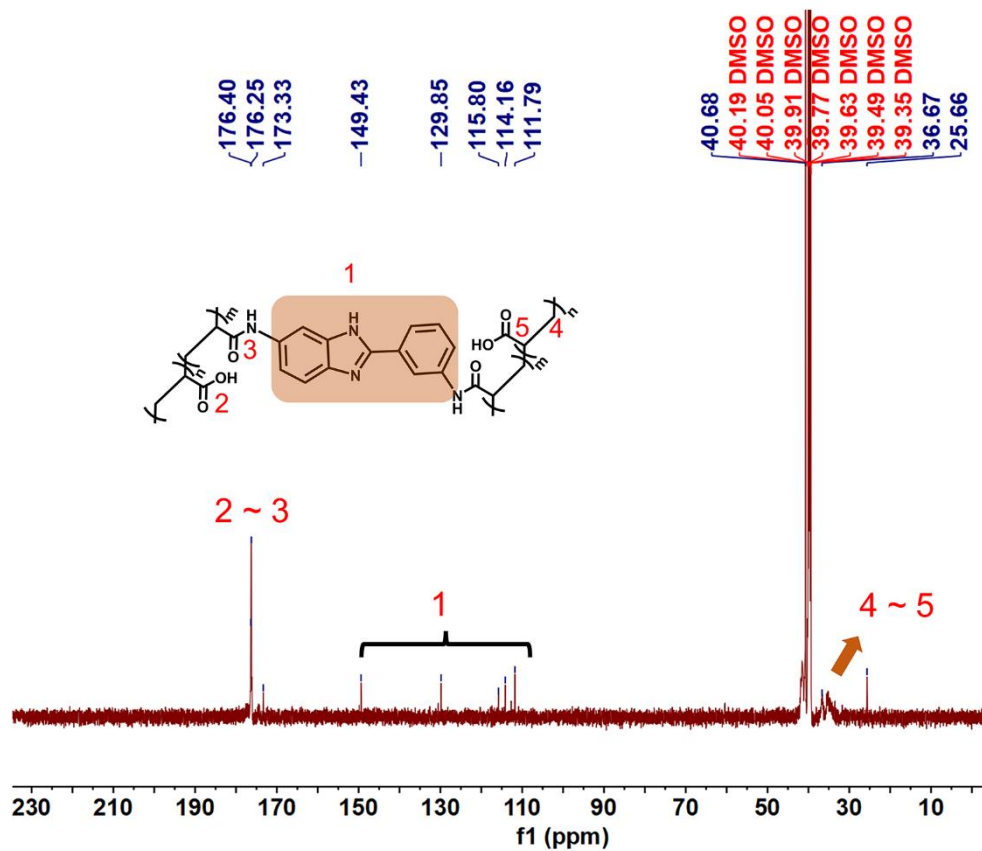 176.40
176.25
173.33
149.43
129.85
115.80
114.16
111.79
40.68
40.19 DMSO
40.05 DMSO
39.91 DMSO
39.77 DMSO
39.63 DMSO
39.49 DMSO
39.35 DMSO
36.67
25.66
1
m
H
N
O
3
n
OH
O
2
H
N
N
N
H
O
O
HO
5
4
n
m
2 ~ 3
1
4 ~ 5
230 210 190 170 150 130 110 90 70 50 30 10
f1 (ppm)